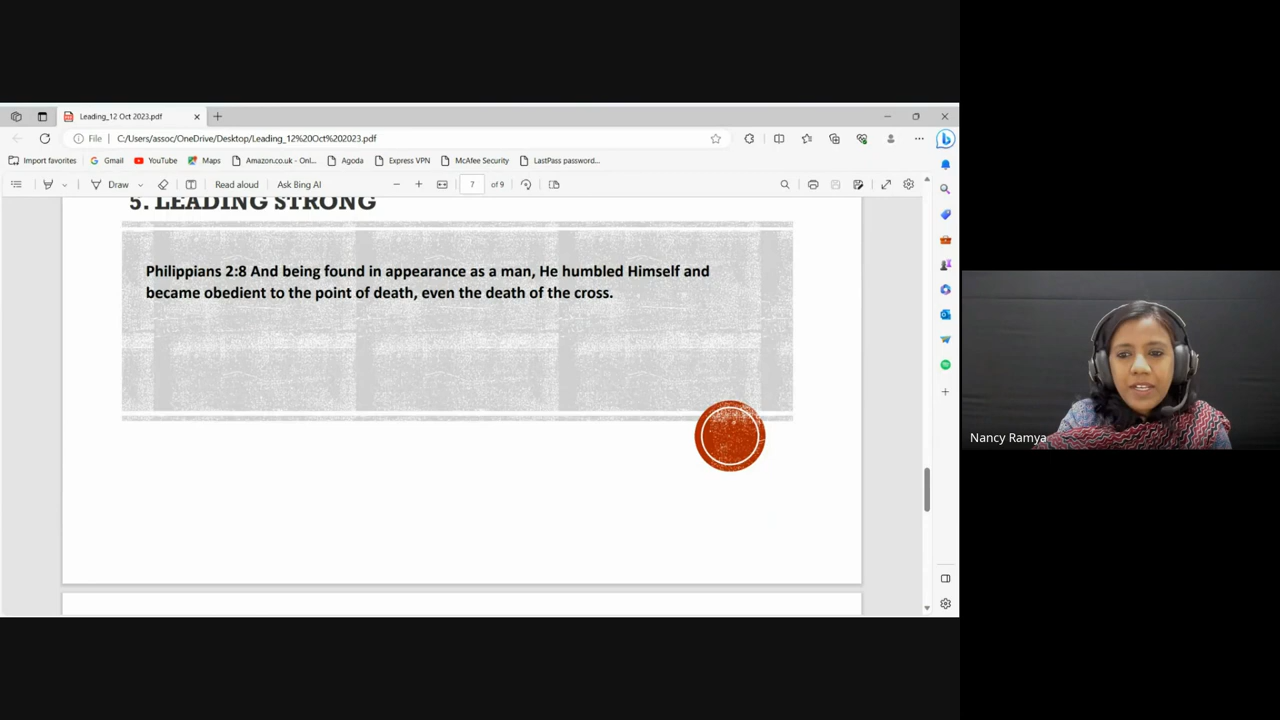 Leading_12 Oct 2023.pdf
File
C:/Users/assoc/OneDrive/Desktop/Leading_12%20Oct%202023.pdf
Import favorites
Gmail
YouTube
Maps
Amazon.co.uk - Onl...
Agoda
Express VPN
McAfee Security
LastPass password...
Draw
Read aloud
Ask Bing AI
7
of 9
5. LEADING STRONG
Philippians 2:8 And being found in appearance as a man, He humbled Himself and
became obedient to the point of death, even the death of the cross.
Nancy Ramya